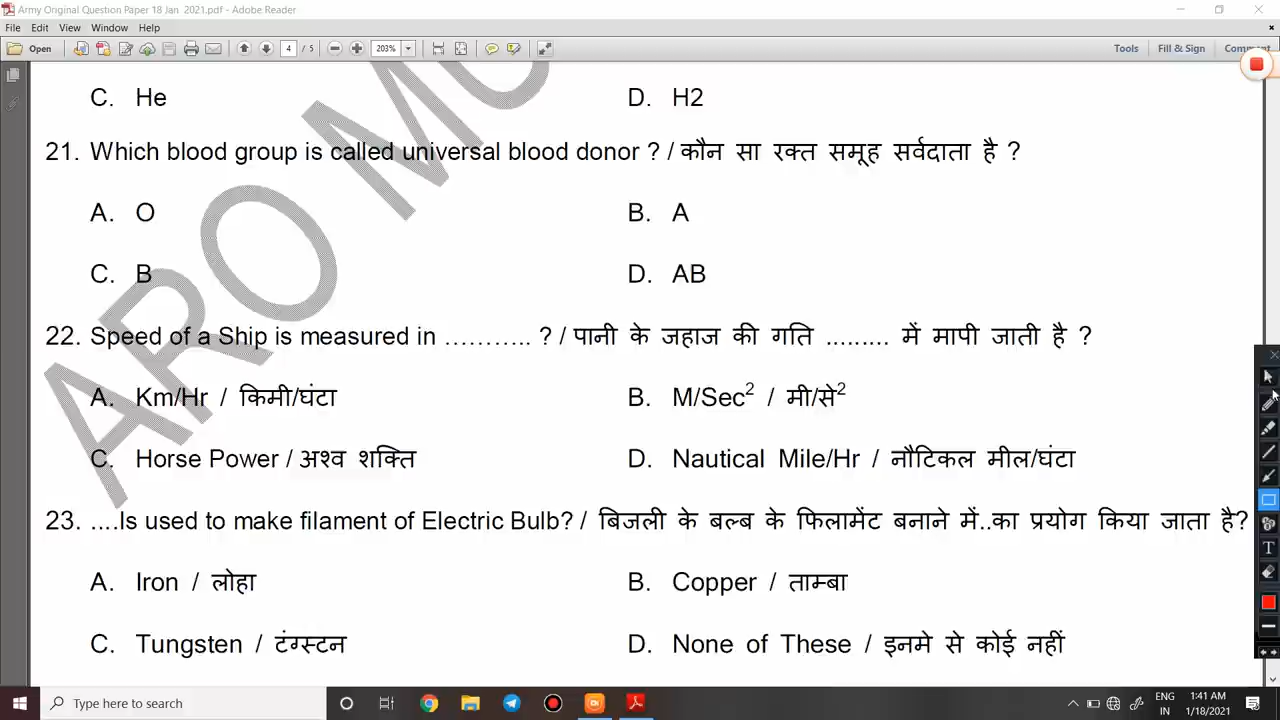 Army Original Question Paper 18 Jan 2021.pdf - Adobe Reader
File Edit View Window Help
Open 4 / 5 203% Tools Fill & Sign Comment
C. He D. H2
21. Which blood group is called universal blood donor ? / कौन सा रक्त समूह सर्वदाता है ?
A. O B. A
C. B D. AB
22. Speed of a Ship is measured in ……….. ? / पानी के जहाज की गति ......... में मापी जाती है ?
A. Km/Hr / किमी/घंटा B. M/Sec² / मी/से²
C. Horse Power / अश्व शक्ति D. Nautical Mile/Hr / नौटिकल मील/घंटा
23. ….Is used to make filament of Electric Bulb? / बिजली के बल्ब के फिलामेंट बनाने में..का प्रयोग किया जाता है?
A. Iron / लोहा B. Copper / ताम्बा
C. Tungsten / टंग्स्टन D. None of These / इनमे से कोई नहीं
ARO
Type here to search ENG 1:41 AM
IN 1/18/2021